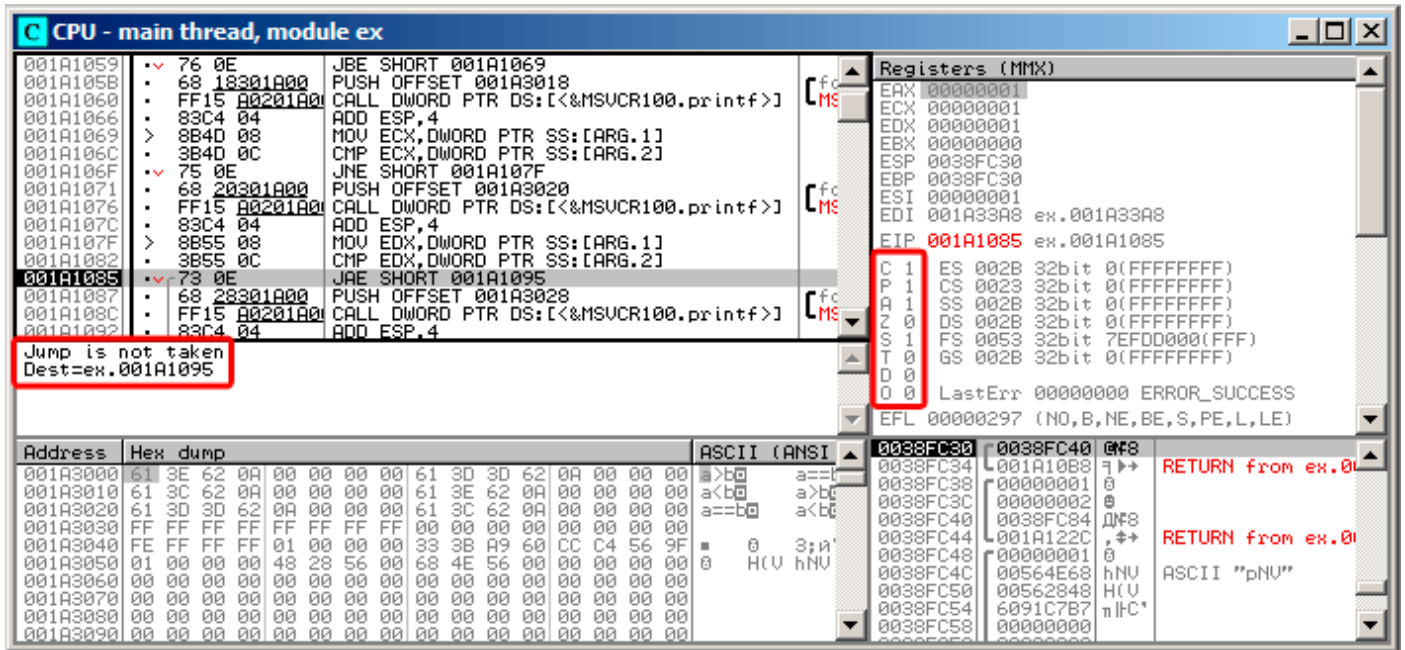 C CPU - main thread, module ex
001A1059 76 0E JBE SHORT 001A1069
001A105B 68 18301A00 PUSH OFFSET 001A3018
001A1060 FF15 A0201A0 CALL DWORD PTR DS:[<&MSVCR100.printf>]
001A1066 83C4 04 ADD ESP,4
001A1069 > 8B4D 08 MOV ECX,DWORD PTR SS:[ARG.1]
001A106C 3B4D 0C CMP ECX,DWORD PTR SS:[ARG.2]
001A106F 75 0E JNE SHORT 001A107F
001A1071 68 20301A00 PUSH OFFSET 001A3020
001A1076 FF15 A0201A0 CALL DWORD PTR DS:[<&MSVCR100.printf>]
001A107C 83C4 04 ADD ESP,4
001A107F > 8B55 08 MOV EDX,DWORD PTR SS:[ARG.1]
001A1082 3B55 0C CMP EDX,DWORD PTR SS:[ARG.2]
001A1085 73 0E JAE SHORT 001A1095
001A1087 68 28301A00 PUSH OFFSET 001A3028
001A108C FF15 A0201A0 CALL DWORD PTR DS:[<&MSVCR100.printf>]
001A1092 83C4 04 ADD ESP,4
Jump is not taken
Dest=ex.001A1095
Registers (MMX)
EAX 00000001
ECX 00000001
EDX 00000001
EBX 00000000
ESP 0038FC30
EBP 0038FC30
ESI 00000001
EDI 001A33A8 ex.001A33A8
EIP 001A1085 ex.001A1085
C 1 ES 002B 32bit 0(FFFFFFFF)
P 1 CS 0023 32bit 0(FFFFFFFF)
A 1 SS 002B 32bit 0(FFFFFFFF)
Z 0 DS 002B 32bit 0(FFFFFFFF)
S 1 FS 0053 32bit 7EFDD000(FFF)
T 0 GS 002B 32bit 0(FFFFFFFF)
D 0
O 0 LastErr 00000000 ERROR_SUCCESS
EFL 00000297 (NO,B,NE,BE,S,PE,L,LE)
Address Hex dump ASCII (ANSI
001A3000 61 3E 62 0A 00 00 00 00 61 3D 3D 62 0A 00 00 00 a>b a==b
001A3010 61 3C 62 0A 00 00 00 00 61 3E 62 0A 00 00 00 00 a<b a>b
001A3020 61 3D 3D 62 0A 00 00 00 61 3C 62 0A 00 00 00 00 a==b a<b
001A3030 FF FF FF FF FF FF FF FF 00 00 00 00 00 00 00 00
001A3040 FE FF FF FF 01 00 00 00 33 3B A9 60 CC C4 56 9F
001A3050 01 00 00 00 48 28 56 00 68 4E 56 00 00 00 00 00 H(V hNV
001A3060 00 00 00 00 00 00 00 00 00 00 00 00 00 00 00 00
001A3070 00 00 00 00 00 00 00 00 00 00 00 00 00 00 00 00
001A3080 00 00 00 00 00 00 00 00 00 00 00 00 00 00 00 00
001A3090 00 00 00 00 00 00 00 00 00 00 00 00 00 00 00 00
0038FC30 0038FC40
0038FC34 001A10B8 RETURN from ex.0
0038FC38 00000001
0038FC3C 00000002
0038FC40 0038FC84
0038FC44 001A122C RETURN from ex.0
0038FC48 00000001
0038FC4C 00564E68 hNV ASCII "pNV"
0038FC50 00562848 H(V
0038FC54 6091C7B7
0038FC58 00000000